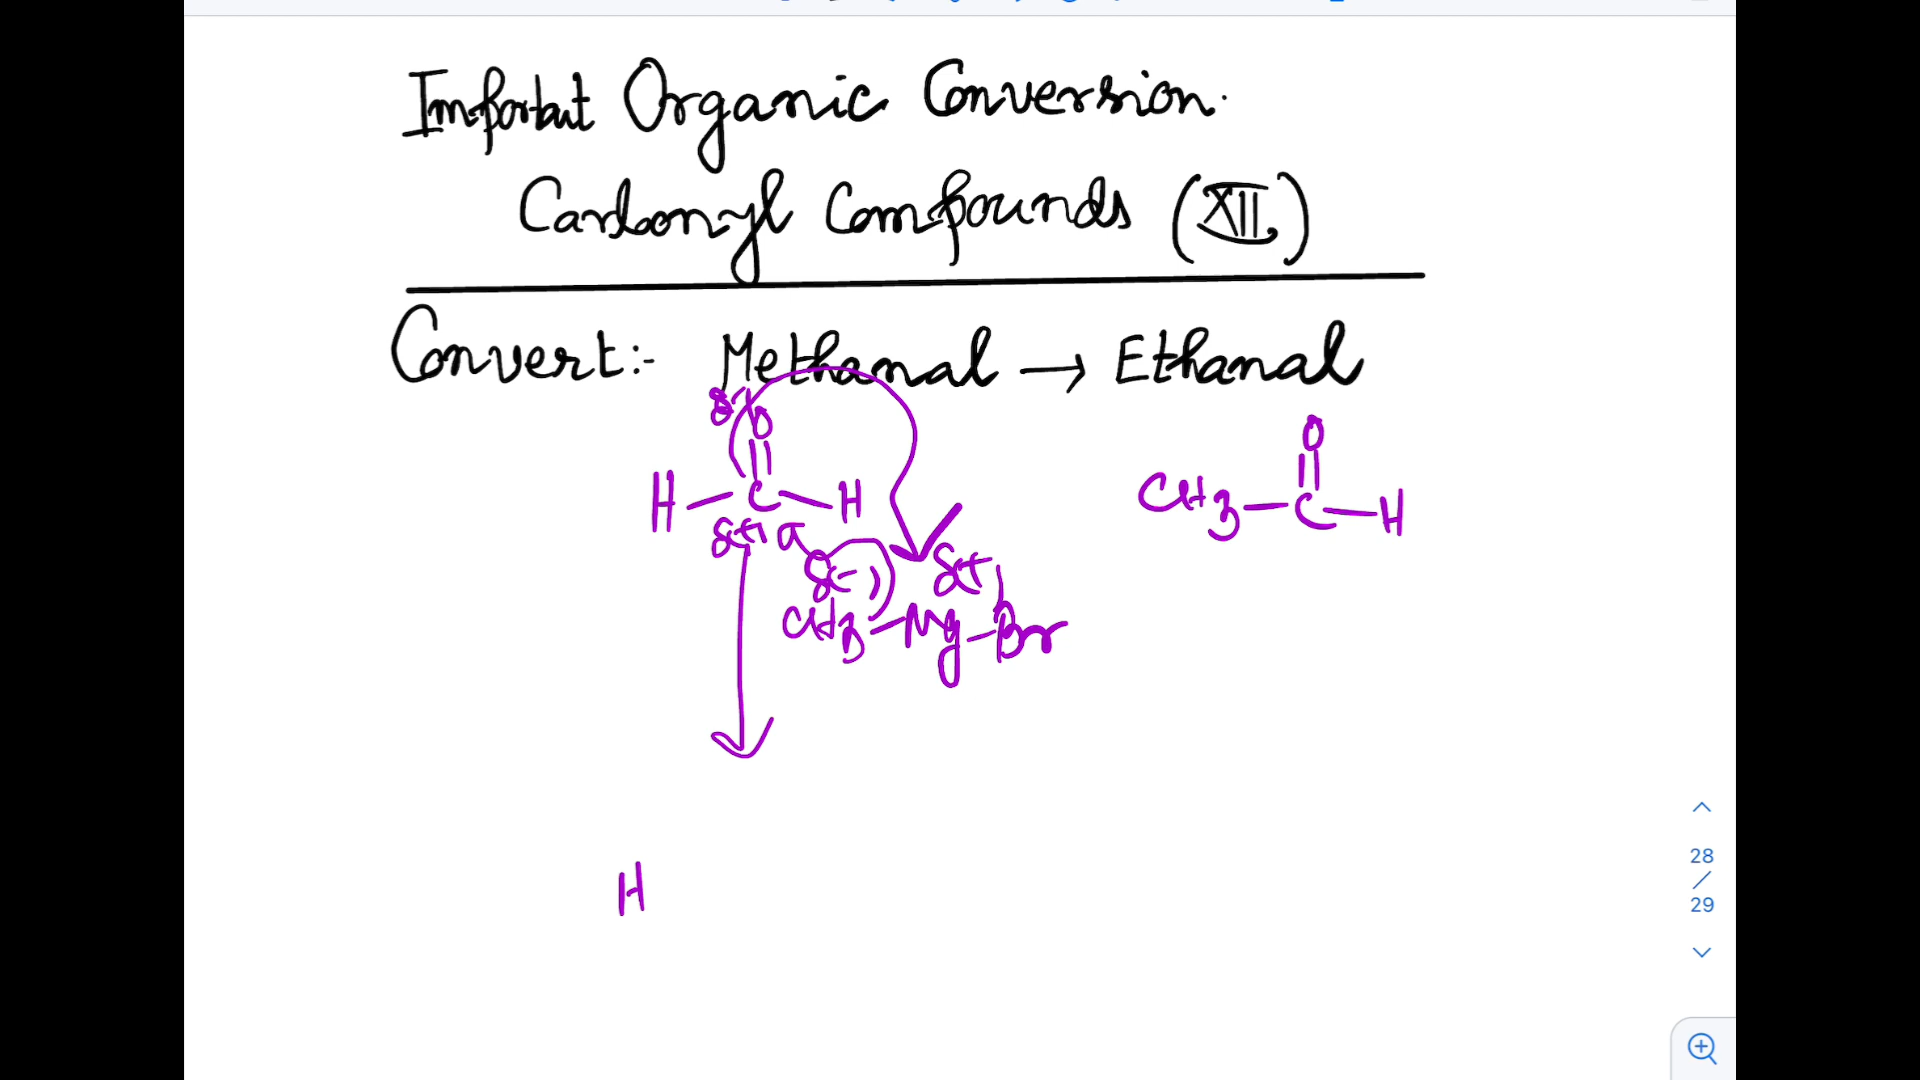 Important Organic Conversion.
Carbonyl Compounds (XII)
Convert:- Methanal → Ethanal
δ(-) O
O
H-C-H
CH3-C-H
δ(+)
δ(-) δ(+)
CH3-Mg-Br
H
28
/
29